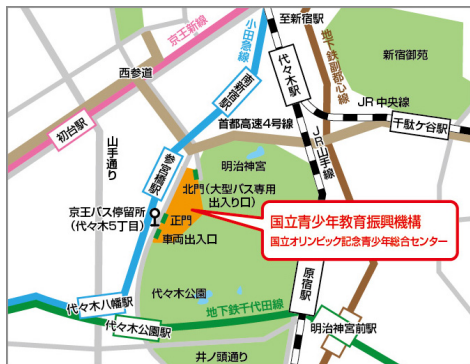 至新宿駅
小田急線
京王新線
地下鉄副都心線
新宿御苑
西参道
南新宿駅
代々木駅
JR中央線
千駄ケ谷駅
初台駅
山手通り
首都高速4号線
JR山手線
参宮橋駅
明治神宮
北門(大型バス専用
出入り口)
京王バス停留所
(代々木5丁目)
正門
車両出入口
国立青少年教育振興機構
国立オリンピック記念青少年総合センター
原宿駅
代々木公園
代々木八幡駅
代々木公園駅
地下鉄千代田線
明治神宮前駅
井ノ頭通り